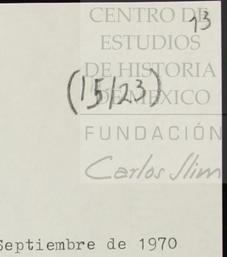 CENTRO DE
13
ESTUDIOS
DE HISTORIA
DE MÉXICO
(15/23)
FUNDACIÓN
Carlos Slim
Septiembre de 1970